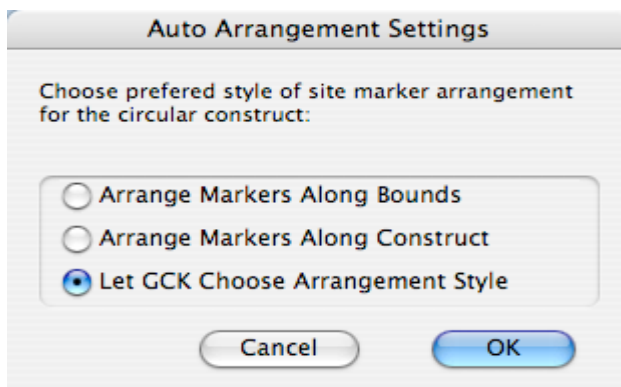 Auto Arrangement Settings
Choose prefered style of site marker arrangement
for the circular construct:
Arrange Markers Along Bounds
Arrange Markers Along Construct
Let GCK Choose Arrangement Style
Cancel OK